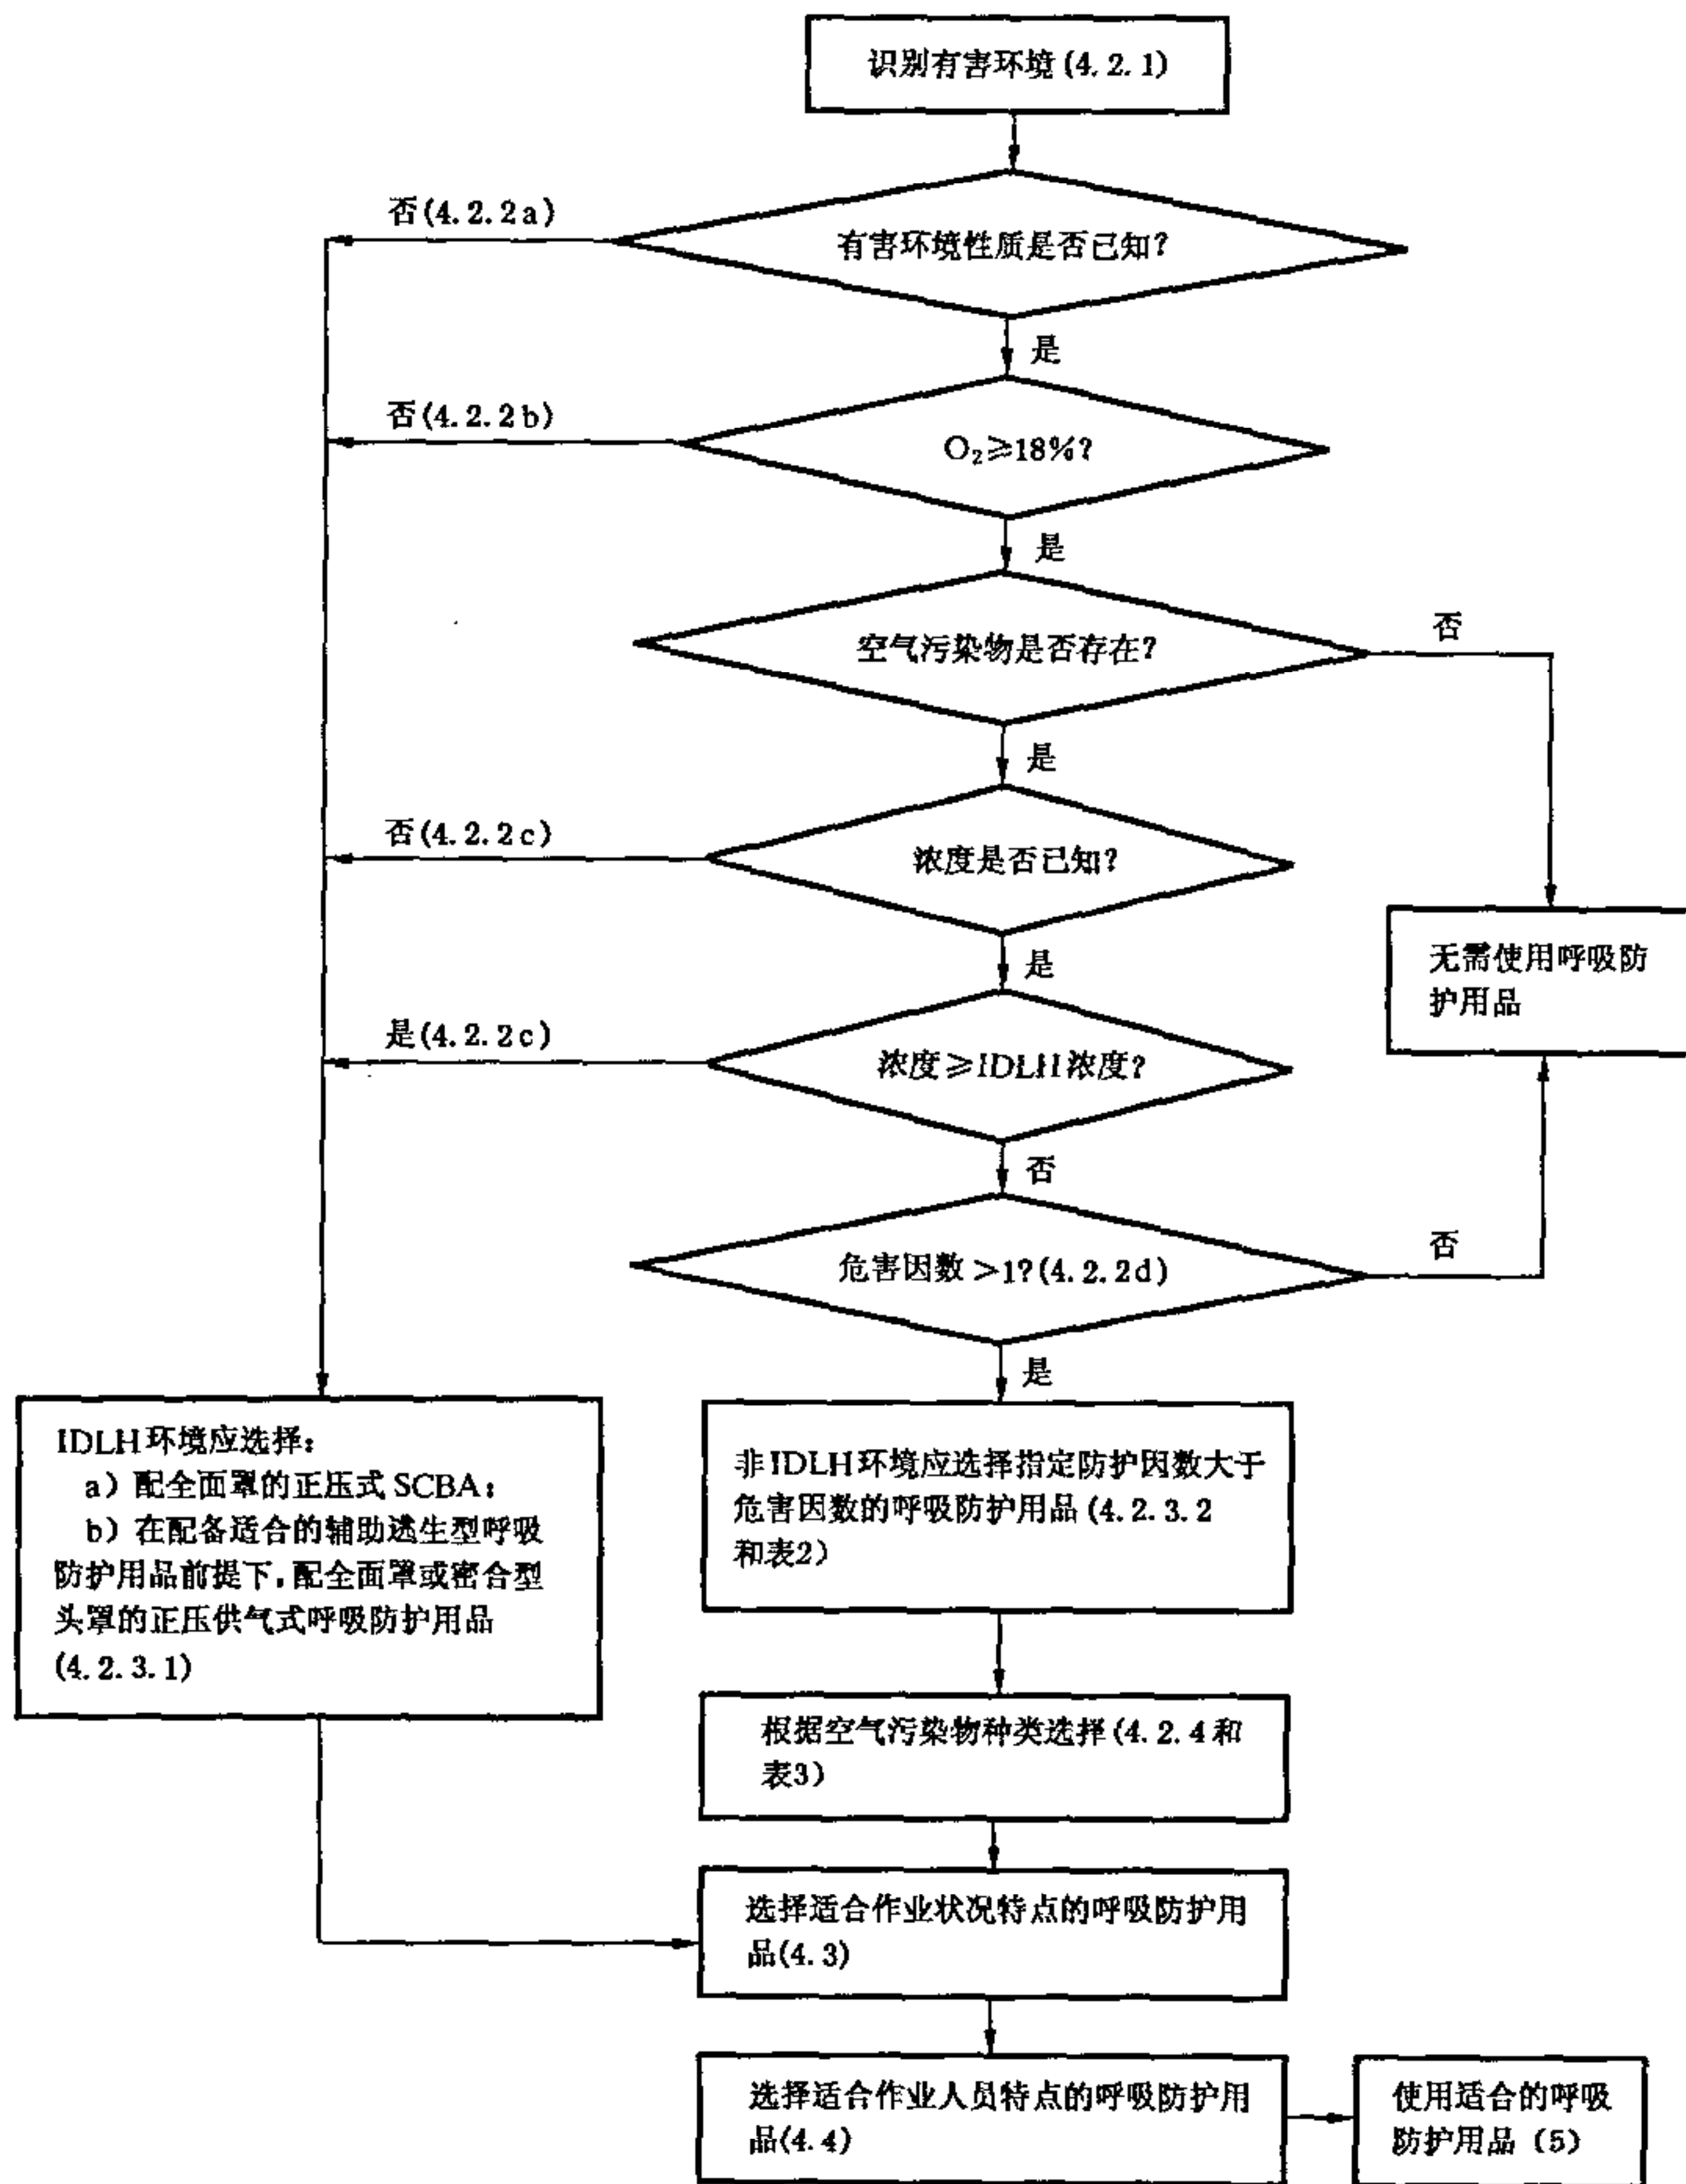 识别有害环境(4.2.1)
否(4.2.2a)
有害环境性质是否已知?
是
否(4.2.2b)
O₂≥18%?
是
空气污染物是否存在?
否
是
否(4.2.2c)
浓度是否已知?
无需使用呼吸防
护用品
是
是(4.2.2c)
浓度≥IDLH浓度?
否
危害因数>1?(4.2.2d)
否
是
IDLH环境应选择:
a)配全面罩的正压式SCBA;
b)在配备适合的辅助逃生型呼吸
防护用品前提下,配全面罩或密合型
头罩的正压供气式呼吸防护用品
(4.2.3.1)
非IDLH环境应选择指定防护因数大于
危害因数的呼吸防护用品(4.2.3.2
和表2)
根据空气污染物种类选择(4.2.4和
表3)
选择适合作业状况特点的呼吸防护用
品(4.3)
选择适合作业人员特点的呼吸防护用
品(4.4)
使用适合的呼吸
防护用品(5)